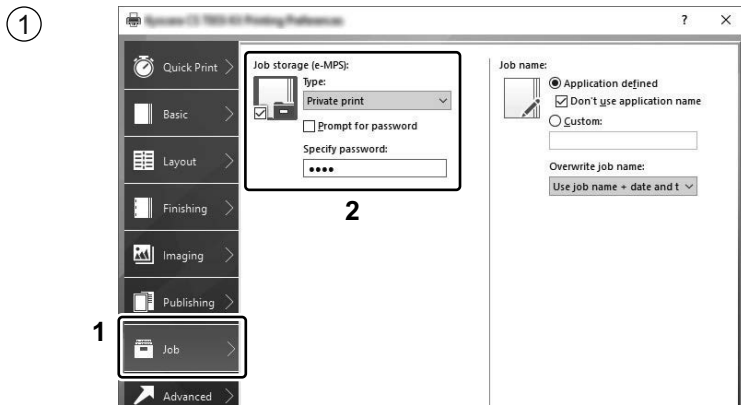 1
? ×
Quick Print
Basic
Layout
Finishing
Imaging
Publishing
1
Job
Advanced
Job storage (e-MPS):
Type:
Private print
Prompt for password
Specify password:
••••
2
Job name:
Application defined
Don't use application name
Custom:
Overwrite job name:
Use job name + date and t